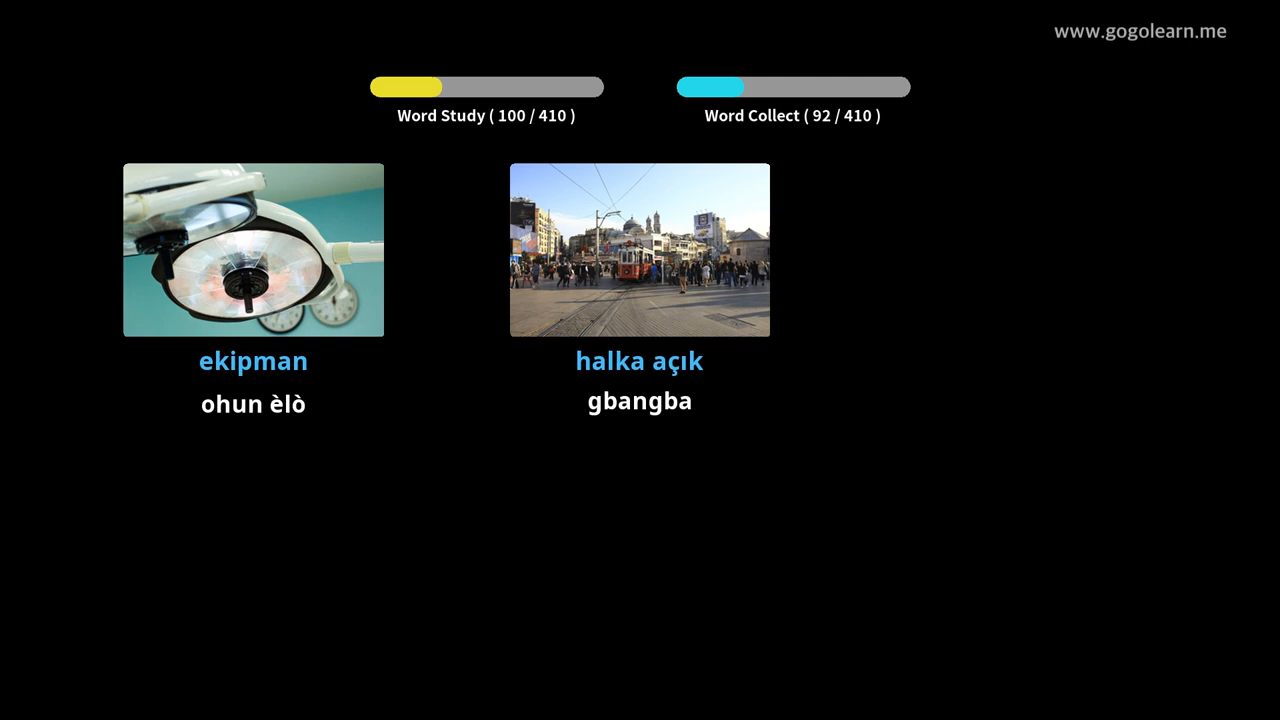 www.gogolearn.me
Word Study ( 100 / 410 )
Word Collect ( 92 / 410 )
ekipman
ohun èlò
halka açık
gbangba